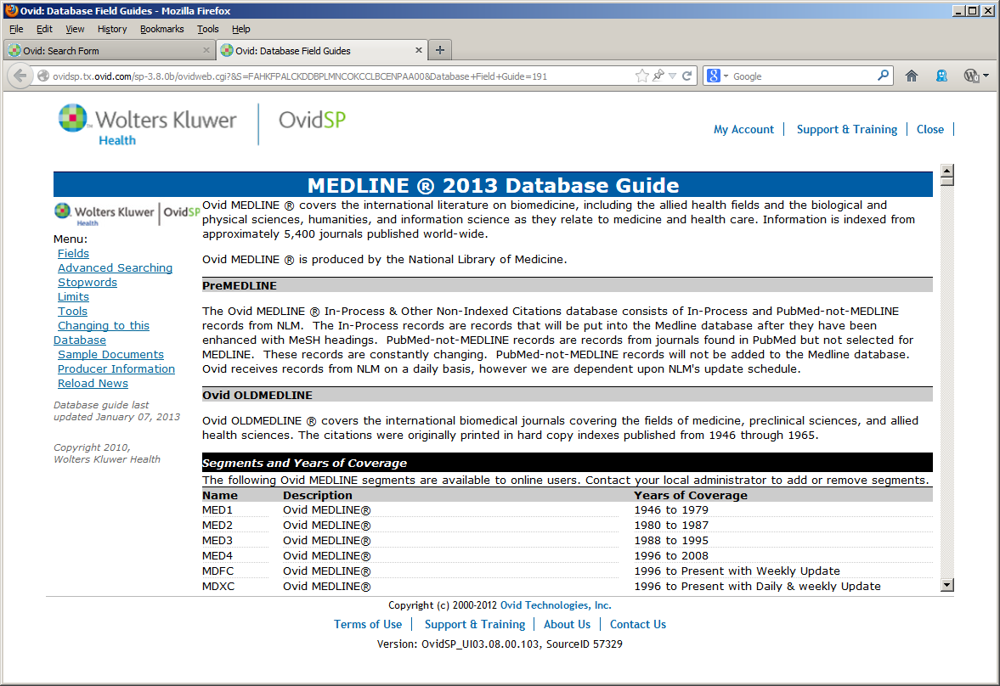 Ovid: Database Field Guides - Mozilla Firefox
File Edit View History Bookmarks Tools Help
Ovid: Search Form
Ovid: Database Field Guides
ovidsp.tx.ovid.com/sp-3.8.0b/ovidweb.cgi?&S=FAHKFPALCKDDBPLMNCOKCCLBCENPAA00&Database+Field+Guide=191
Google
Wolters Kluwer
Health
OvidSP
My Account Support & Training Close
MEDLINE ® 2013 Database Guide
Wolters Kluwer
Health
OvidSP
Menu:
Fields
Advanced Searching
Stopwords
Limits
Tools
Changing to this
Database
Sample Documents
Producer Information
Reload News
Database guide last
updated January 07, 2013
Copyright 2010,
Wolters Kluwer Health
Ovid MEDLINE ® covers the international literature on biomedicine, including the allied health fields and the biological and
physical sciences, humanities, and information science as they relate to medicine and health care. Information is indexed from
approximately 5,400 journals published world-wide.
Ovid MEDLINE ® is produced by the National Library of Medicine.
PreMEDLINE
The Ovid MEDLINE ® In-Process & Other Non-Indexed Citations database consists of In-Process and PubMed-not-MEDLINE
records from NLM. The In-Process records are records that will be put into the Medline database after they have been
enhanced with MeSH headings. PubMed-not-MEDLINE records are records from journals found in PubMed but not selected for
MEDLINE. These records are constantly changing. PubMed-not-MEDLINE records will not be added to the Medline database.
Ovid receives records from NLM on a daily basis, however we are dependent upon NLM's update schedule.
Ovid OLDMEDLINE
Ovid OLDMEDLINE ® covers the international biomedical journals covering the fields of medicine, preclinical sciences, and allied
health sciences. The citations were originally printed in hard copy indexes published from 1946 through 1965.
Segments and Years of Coverage
The following Ovid MEDLINE segments are available to online users. Contact your local administrator to add or remove segments.
Name Description Years of Coverage
MED1 Ovid MEDLINE® 1946 to 1979
MED2 Ovid MEDLINE® 1980 to 1987
MED3 Ovid MEDLINE® 1988 to 1995
MED4 Ovid MEDLINE® 1996 to 2008
MDFC Ovid MEDLINE® 1996 to Present with Weekly Update
MDXC Ovid MEDLINE® 1996 to Present with Daily & weekly Update
Copyright (c) 2000-2012 Ovid Technologies, Inc.
Terms of Use Support & Training About Us Contact Us
Version: OvidSP_UI03.08.00.103, SourceID 57329